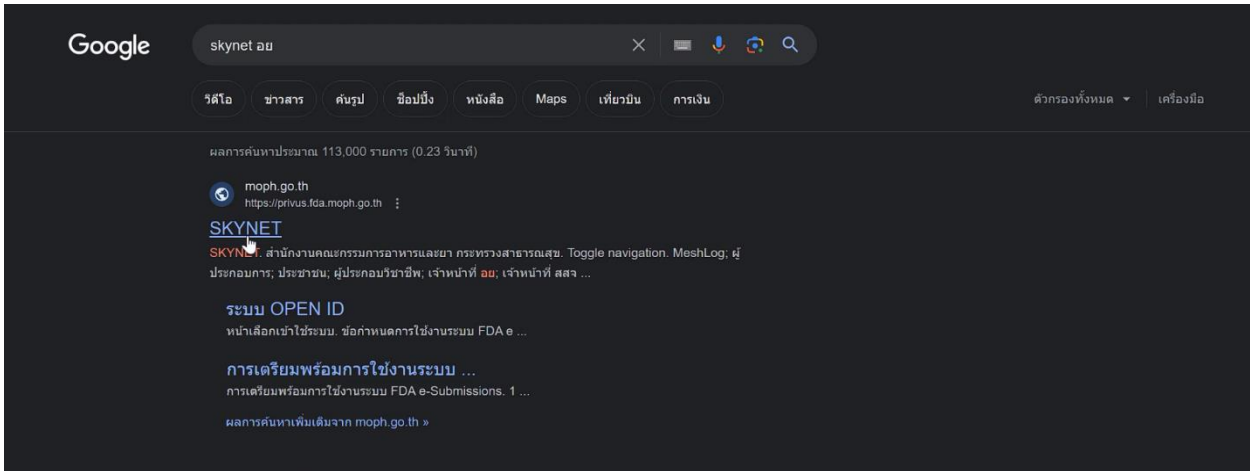 Google
skynet อย
วิดีโอ ข่าวสาร ค้นรูป ช็อปปิ้ง หนังสือ Maps เที่ยวบิน การเงิน ตัวกรองทั้งหมด เครื่องมือ
ผลการค้นหาประมาณ 113,000 รายการ (0.23 วินาที)
moph.go.th
https://privus.fda.moph.go.th
SKYNET
SKYNET. สำนักงานคณะกรรมการอาหารและยา กระทรวงสาธารณสุข. Toggle navigation. MeshLog; ผู้
ประกอบการ; ประชาชน; ผู้ประกอบวิชาชีพ; เจ้าหน้าที่ อย; เจ้าหน้าที่ สสจ ...
ระบบ OPEN ID
หน้าเลือกเข้าใช้ระบบ. ข้อกำหนดการใช้งานระบบ FDA e ...
การเตรียมพร้อมการใช้งานระบบ ...
การเตรียมพร้อมการใช้งานระบบ FDA e-Submissions. 1 ...
ผลการค้นหาเพิ่มเติมจาก moph.go.th »